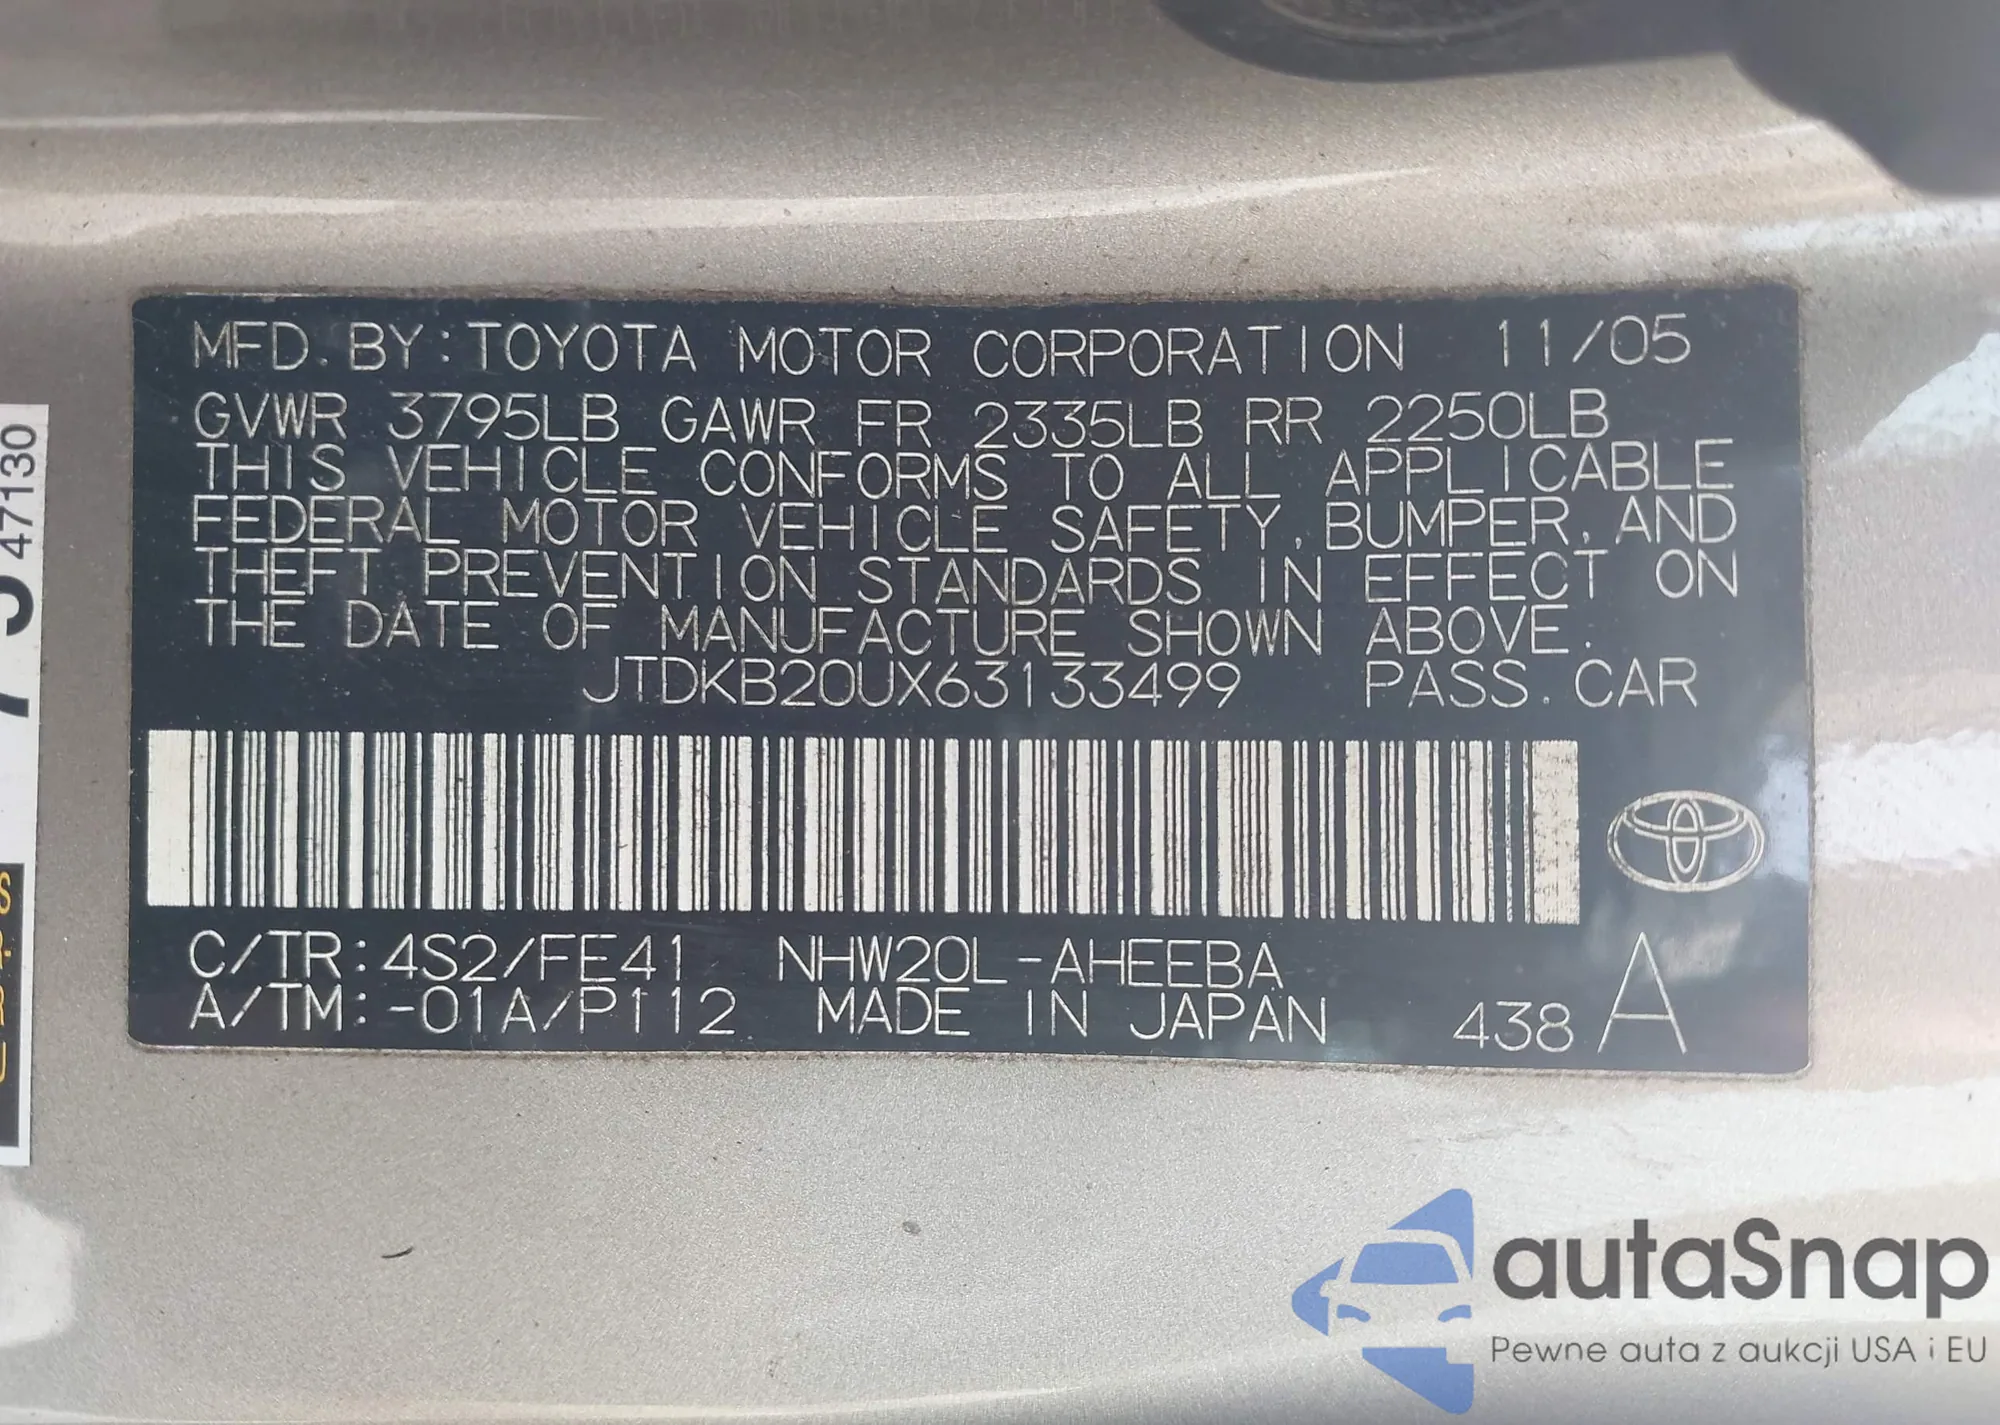 MFD. BY: TOYOTA MOTOR CORPORATION 11/05
GVWR 3795LB GAWR FR 2335LB RR 2250LB
THIS VEHICLE CONFORMS TO ALL APPLICABLE
FEDERAL MOTOR VEHICLE SAFETY, BUMPER, AND
THEFT PREVENTION STANDARDS IN EFFECT ON
THE DATE OF MANUFACTURE SHOWN ABOVE.
JTDKB20UX63133499 PASS. CAR
C/TR: 4S2/FE41 NHW20L-AHEEBA
A/TM: -01A/P112 MADE IN JAPAN 438 A
47130
autaSnap
Pewne auta z aukcji USA i EU